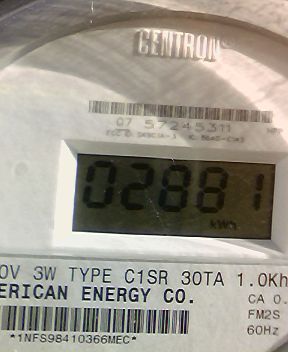 CENTRON
07 57245311
02881
kWh
0V 3W TYPE C1SR 30TA 1.0Kh
ERICAN ENERGY CO.
CA 0.
FM2S
60Hz
*1NFS98410366MEC*